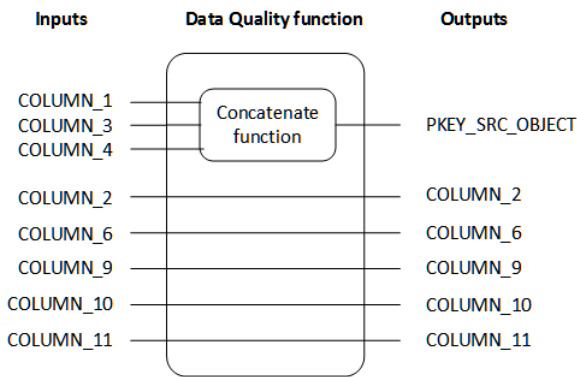 Inputs Data Quality function Outputs
COLUMN_1
COLUMN_3
COLUMN_4
Concatenate
function
PKEY_SRC_OBJECT
COLUMN_2 COLUMN_2
COLUMN_6 COLUMN_6
COLUMN_9 COLUMN_9
COLUMN_10 COLUMN_10
COLUMN_11 COLUMN_11